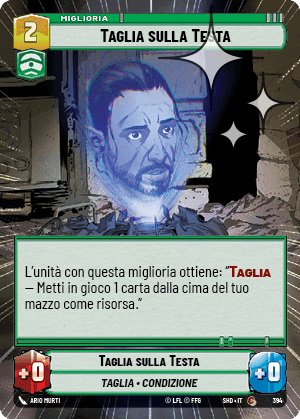 MIGLIORIA
2
TAGLIA SULLA TESTA
L'unità con questa miglioria ottiene: "TAGLIA
— Metti in gioco 1 carta dalla cima del tuo
mazzo come risorsa."
+0
TAGLIA SULLA TESTA
TAGLIA • CONDIZIONE
+0
ARIO MURTI
© LFL © FFG
SHD • IT
394